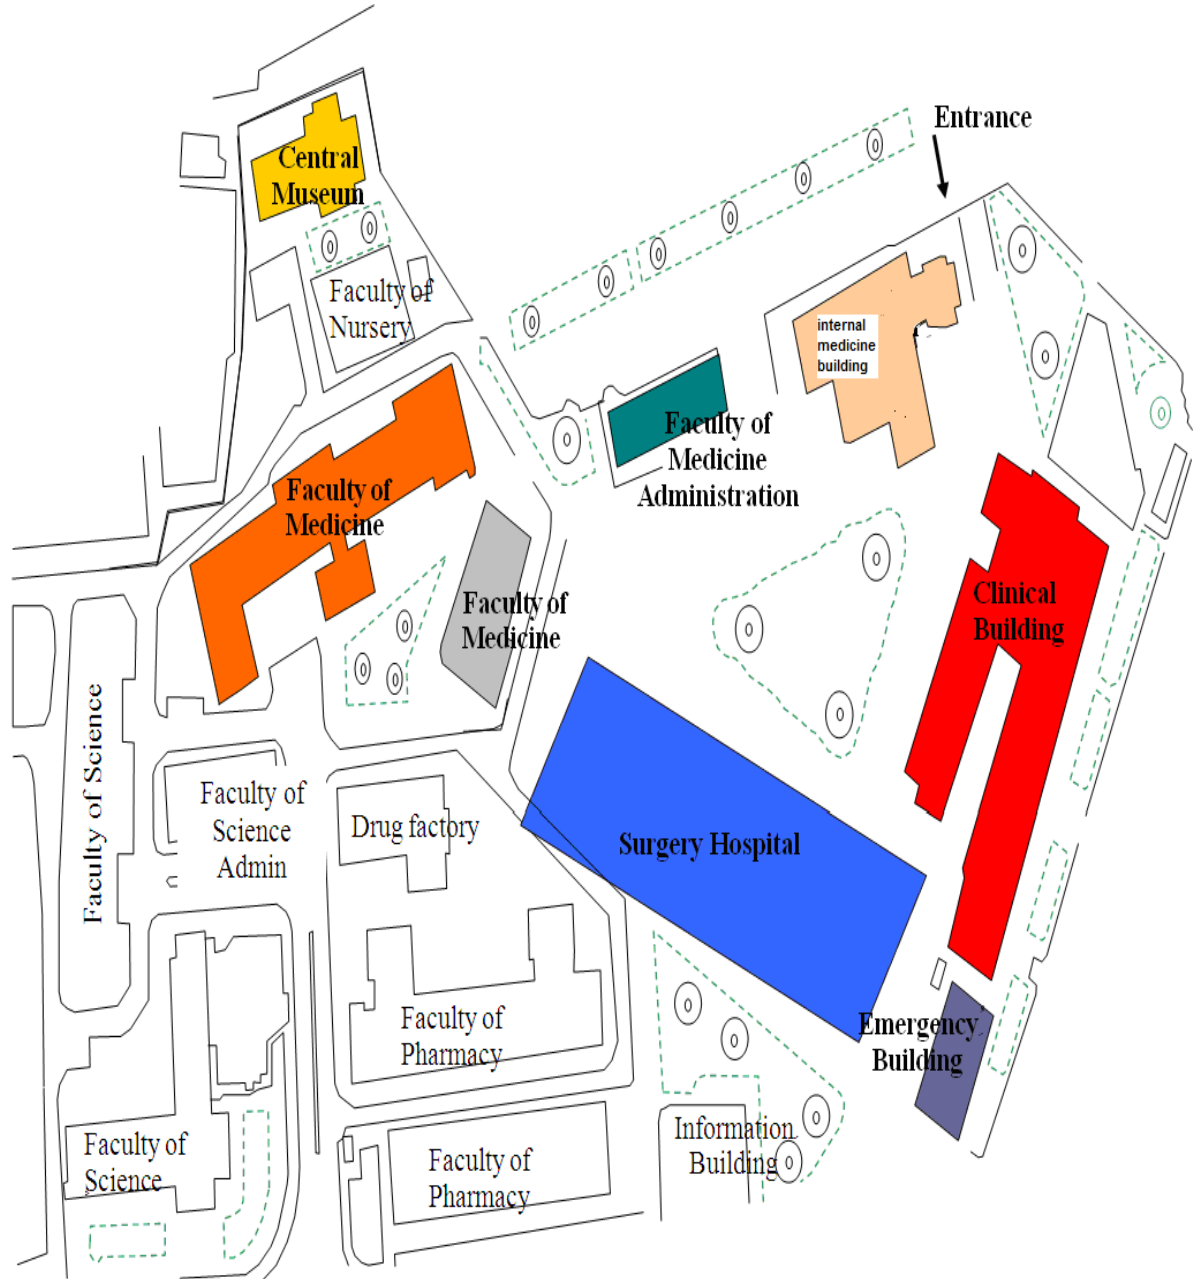 Entrance
Central
Museum
Faculty of
Nursery
internal
medicine
building
Faculty of
Medicine
Administration
Faculty of
Medicine
Faculty of
Medicine
Clinical
Building
Faculty of Science
Faculty of
Science
Admin
Drug factory
Surgery Hospital
Faculty of
Pharmacy
Emergency
Building
Faculty of
Science
Faculty of
Pharmacy
Information
Building